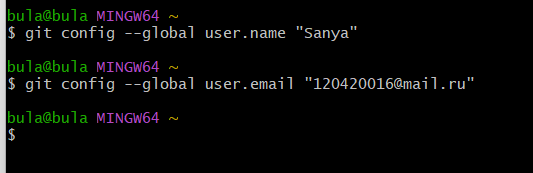 bula@bula MINGW64 ~
$ git config --global user.name "Sanya"
bula@bula MINGW64 ~
$ git config --global user.email "120420016@mail.ru"
bula@bula MINGW64 ~
$